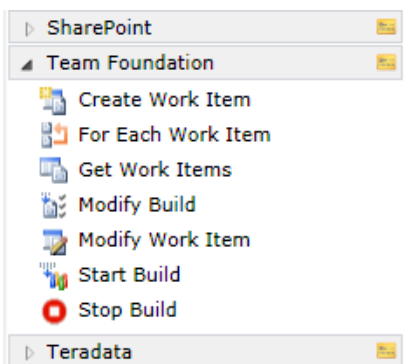 SharePoint
Team Foundation
Create Work Item
For Each Work Item
Get Work Items
Modify Build
Modify Work Item
Start Build
Stop Build
Teradata